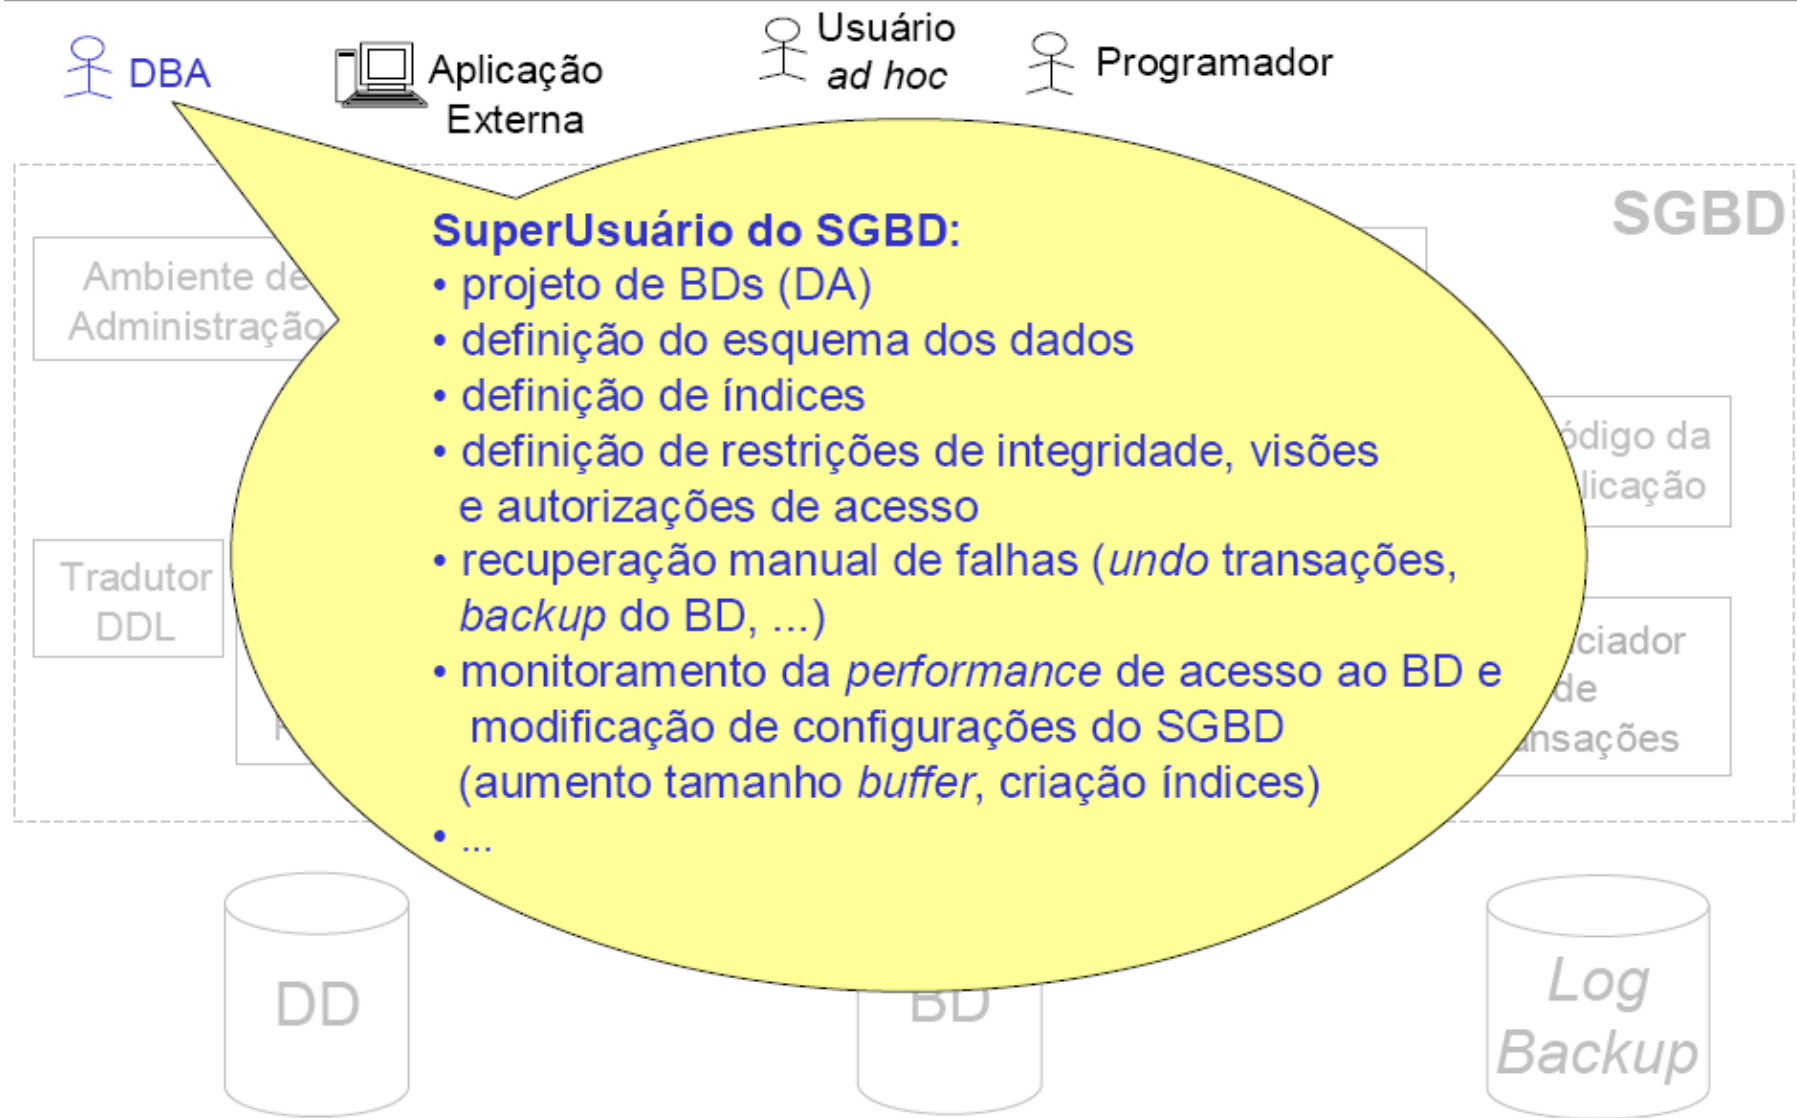 DBA
Aplicação
Externa
Usuário
ad hoc
Programador
SGBD
SuperUsuário do SGBD:
• projeto de BDs (DA)
• definição do esquema dos dados
• definição de índices
• definição de restrições de integridade, visões
e autorizações de acesso
• recuperação manual de falhas (undo transações,
backup do BD, ...)
• monitoramento da performance de acesso ao BD e
modificação de configurações do SGBD
(aumento tamanho buffer, criação índices)
• ...
Ambiente de
Administração
ódigo da
licação
Tradutor
DDL
ciador
de
ansações
DD
BD
Log
Backup